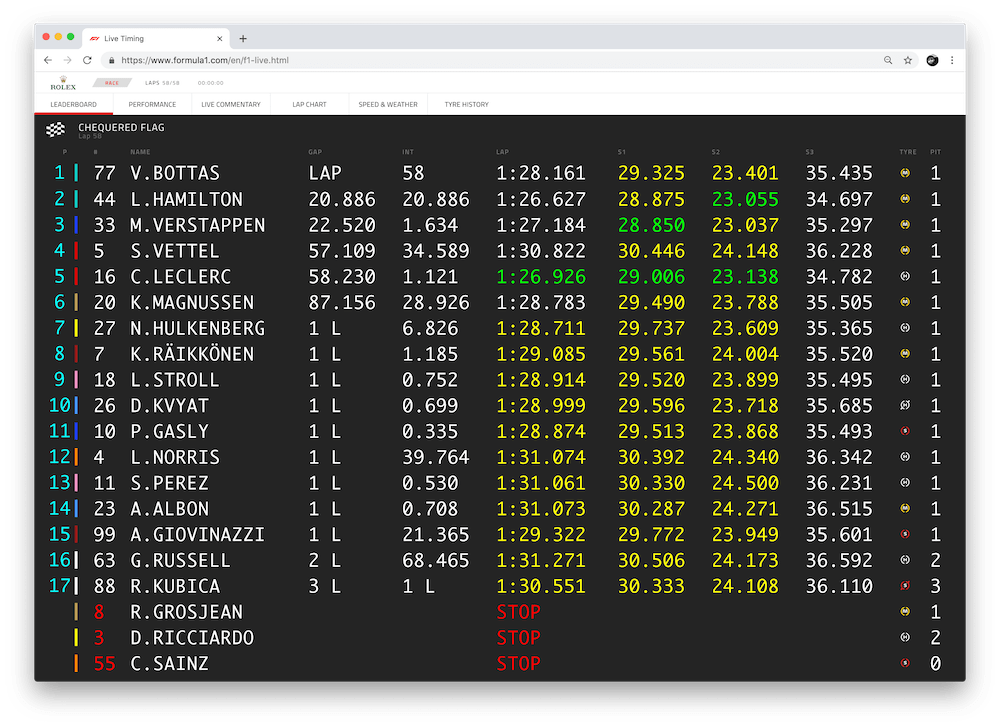 Live Timing
https://www.formula1.com/en/f1-live.html
ROLEX RACE LAPS 58/58 00:00:00
LEADERBOARD PERFORMANCE LIVE COMMENTARY LAP CHART SPEED & WEATHER TYRE HISTORY
CHEQUERED FLAG
Lap 58
P # NAME GAP INT LAP S1 S2 S3 TYRE PIT
1 77 V.BOTTAS LAP 58 1:28.161 29.325 23.401 35.435 M 1
2 44 L.HAMILTON 20.886 20.886 1:26.627 28.875 23.055 34.697 M 1
3 33 M.VERSTAPPEN 22.520 1.634 1:27.184 28.850 23.037 35.297 M 1
4 5 S.VETTEL 57.109 34.589 1:30.822 30.446 24.148 36.228 M 1
5 16 C.LECLERC 58.230 1.121 1:26.926 29.006 23.138 34.782 H 1
6 20 K.MAGNUSSEN 87.156 28.926 1:28.783 29.490 23.788 35.505 M 1
7 27 N.HULKENBERG 1 L 6.826 1:28.711 29.737 23.609 35.365 H 1
8 7 K.RÄIKKÖNEN 1 L 1.185 1:29.085 29.561 24.004 35.520 M 1
9 18 L.STROLL 1 L 0.752 1:28.914 29.520 23.899 35.495 H 1
10 26 D.KVYAT 1 L 0.699 1:28.999 29.596 23.718 35.685 H 1
11 10 P.GASLY 1 L 0.335 1:28.874 29.513 23.868 35.493 S 1
12 4 L.NORRIS 1 L 39.764 1:31.074 30.392 24.340 36.342 H 1
13 11 S.PEREZ 1 L 0.530 1:31.061 30.330 24.500 36.231 H 1
14 23 A.ALBON 1 L 0.708 1:31.073 30.287 24.271 36.515 M 1
15 99 A.GIOVINAZZI 1 L 21.365 1:29.322 29.772 23.949 35.601 S 1
16 63 G.RUSSELL 2 L 68.465 1:31.271 30.506 24.173 36.592 H 2
17 88 R.KUBICA 3 L 1 L 1:30.551 30.333 24.108 36.110 S 3
8 R.GROSJEAN STOP M 1
3 D.RICCIARDO STOP H 2
55 C.SAINZ STOP S 0